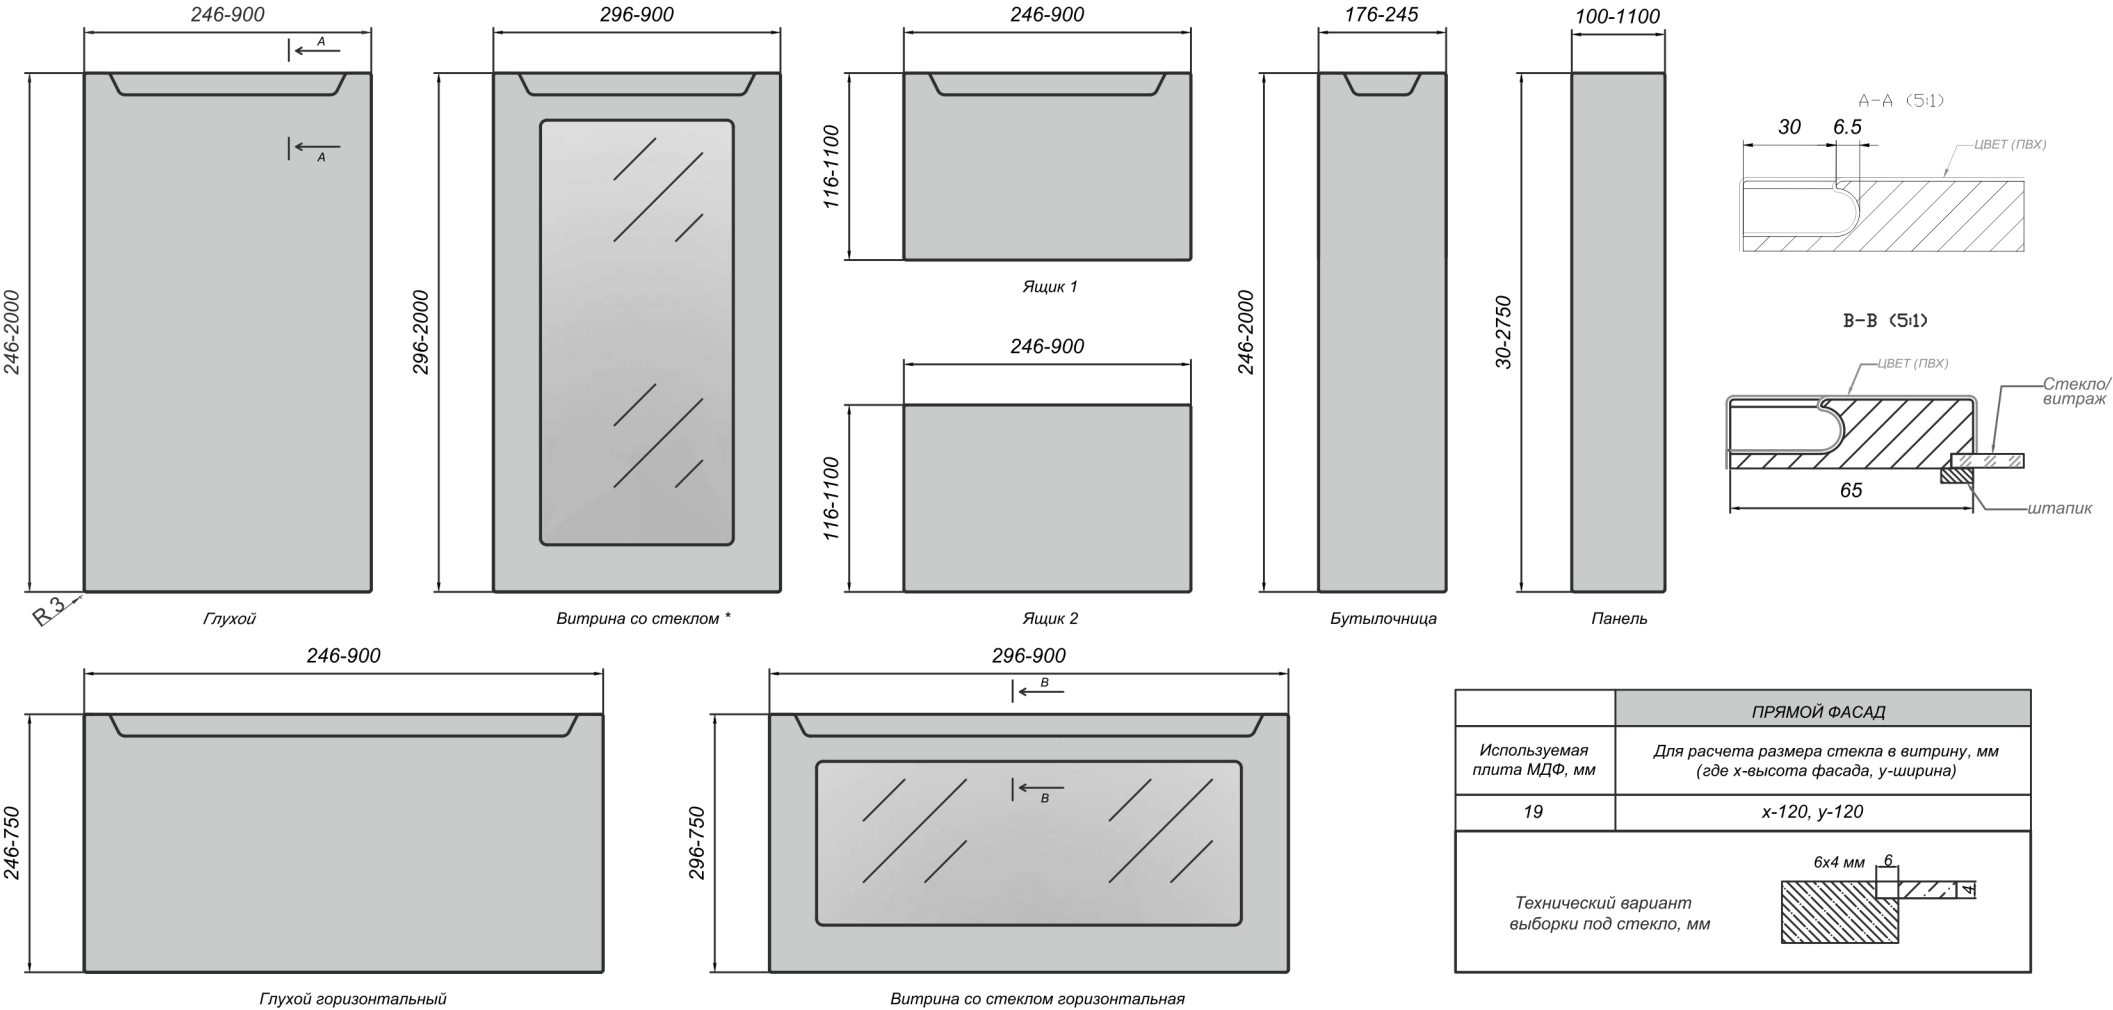 246-900
A
A
246-2000
R 3
Глухой
296-900
296-2000
Витрина со стеклом *
246-900
116-1100
Ящик 1
246-900
116-1100
Ящик 2
176-245
246-2000
Бутылочница
100-1100
30-2750
Панель
A-A (5:1)
30
6.5
ЦВЕТ (ПВХ)
B-B (5:1)
ЦВЕТ (ПВХ)
Стекло/
витраж
65
штапик
246-900
246-750
Глухой горизонтальный
296-900
B
B
296-750
Витрина со стеклом горизонтальная
ПРЯМОЙ ФАСАД
Используемая
плита МДФ, мм
Для расчета размера стекла в витрину, мм
(где х-высота фасада, у-ширина)
19
х-120, у-120
Технический вариант
выборки под стекло, мм
6х4 мм
6
4